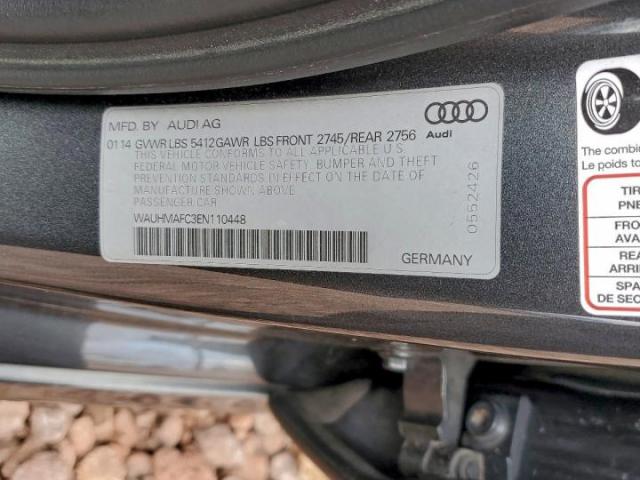 MFD. BY AUDI AG
Audi
01 14 GVWR LBS 5412 GAWR LBS FRONT 2745/REAR 2756
THIS VEHICLE CONFORMS TO ALL APPLICABLE U.S.
FEDERAL MOTOR VEHICLE SAFETY, BUMPER AND THEFT
PREVENTION STANDARDS IN EFFECT ON THE DATE OF
MANUFACTURE SHOWN ABOVE.
PASSENGER CAR
WAUHMAFC3EN110448
GERMANY
0552426
The combin
Le poids to
TIR
PNE
FRO
AVA
REA
ARRI
SPA
DE SEC